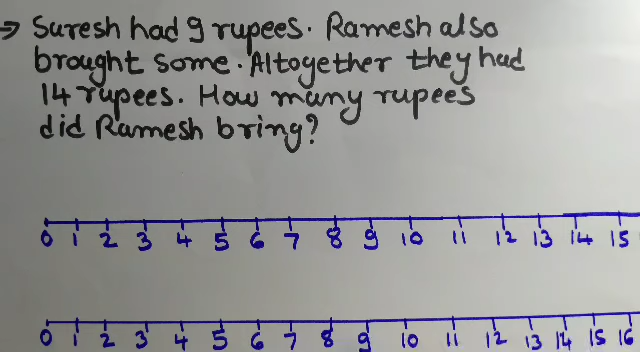 → Suresh had 9 rupees. Ramesh also
brought some. Altogether they had
14 rupees. How many rupees
did Ramesh bring?
0 1 2 3 4 5 6 7 8 9 10 11 12 13 14 15
0 1 2 3 4 5 6 7 8 9 10 11 12 13 14 15 16